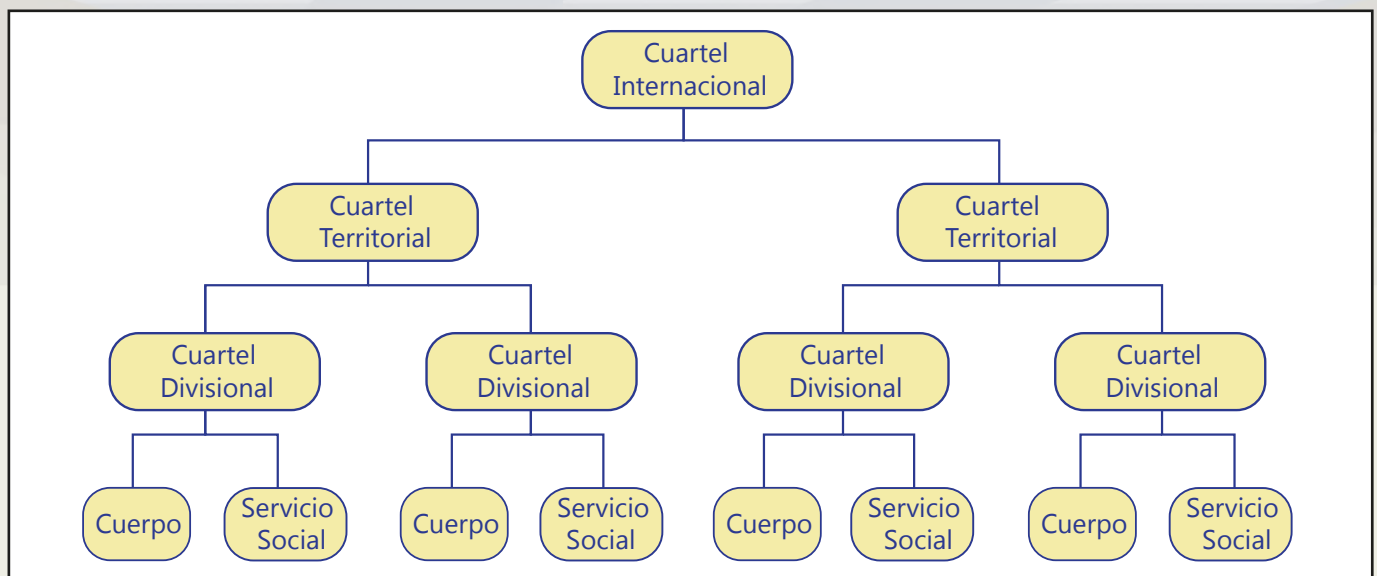 Cuartel
Internacional
Cuartel
Territorial
Cuartel
Territorial
Cuartel
Divisional
Cuartel
Divisional
Cuartel
Divisional
Cuartel
Divisional
Cuerpo
Servicio
Social
Cuerpo
Servicio
Social
Cuerpo
Servicio
Social
Cuerpo
Servicio
Social